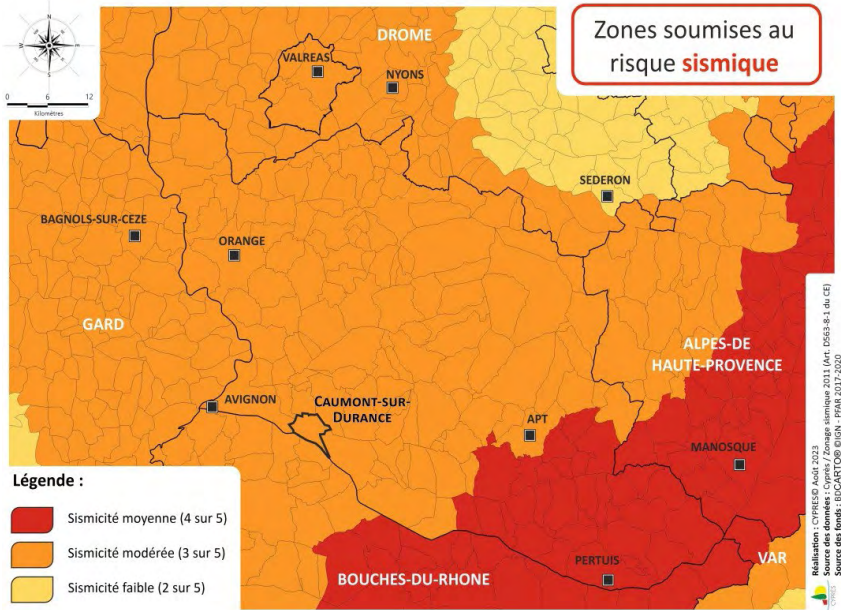 N
S
0 6 12
Kilomètres
Zones soumises au
risque sismique
DROME
VALREAS
NYONS
SEDERON
BAGNOLS-SUR-CEZE
ORANGE
GARD
ALPES-DE
HAUTE-PROVENCE
AVIGNON
CAUMONT-SUR-
DURANCE
APT
MANOSQUE
Légende :
Sismicité moyenne (4 sur 5)
Sismicité modérée (3 sur 5)
Sismicité faible (2 sur 5)
BOUCHES-DU-RHONE
PERTUIS
VAR
Réalisation : CYPRES© Août 2023
Source des données : Cyprès / Zonage sismique 2011 (Art. D563-8-1 du CE)
Source des fonds : BDCARTO® ©IGN - PFAR 2017-2020
CYPRES